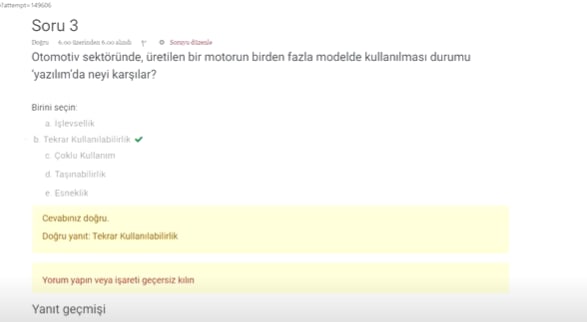 ?attempt=149606
Soru 3
Doğru 6,00 üzerinden 6,00 alındı Soruyu düzenle
Otomotiv sektöründe, üretilen bir motorun birden fazla modelde kullanılması durumu
'yazılım'da neyi karşılar?
Birini seçin:
a. İşlevsellik
b Tekrar Kullanılabilirlik ✓
c. Çoklu Kullanım
d. Taşınabilirlik
e. Esneklik
Cevabınız doğru.
Doğru yanıt: Tekrar Kullanılabilirlik
Yorum yapın veya işareti geçersiz kılın
Yanıt geçmişi